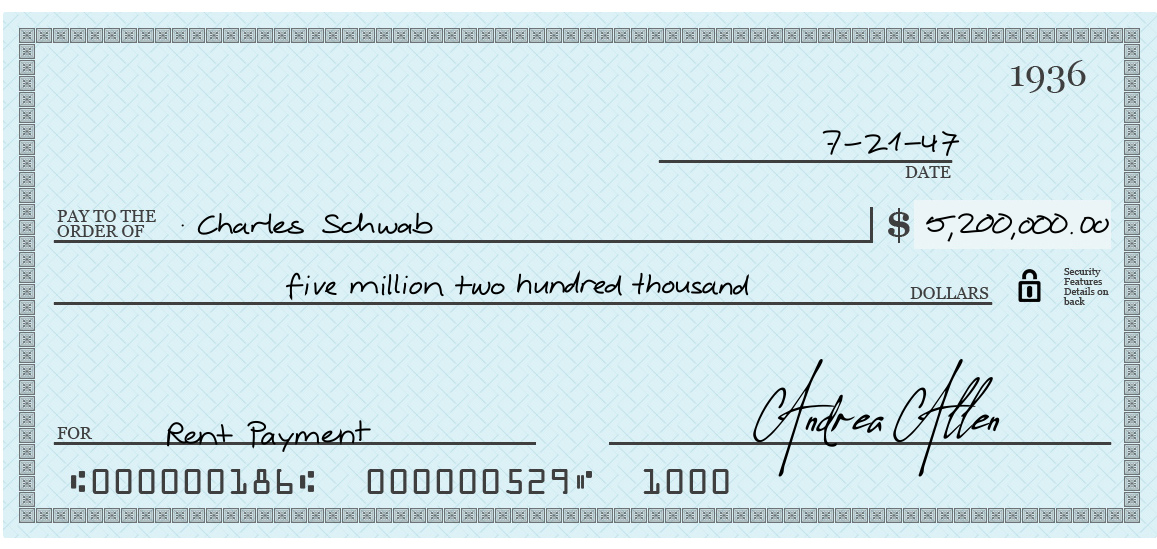 1936
7-21-47
DATE
PAY TO THE
ORDER OF
Charles Schwab
$ 5,200,000.00
five million two hundred thousand
DOLLARS
Security
Features
Details on
back
FOR
Rent Payment
Andrea Allen
⑆000000186⑆ 000000529⑈ 1000